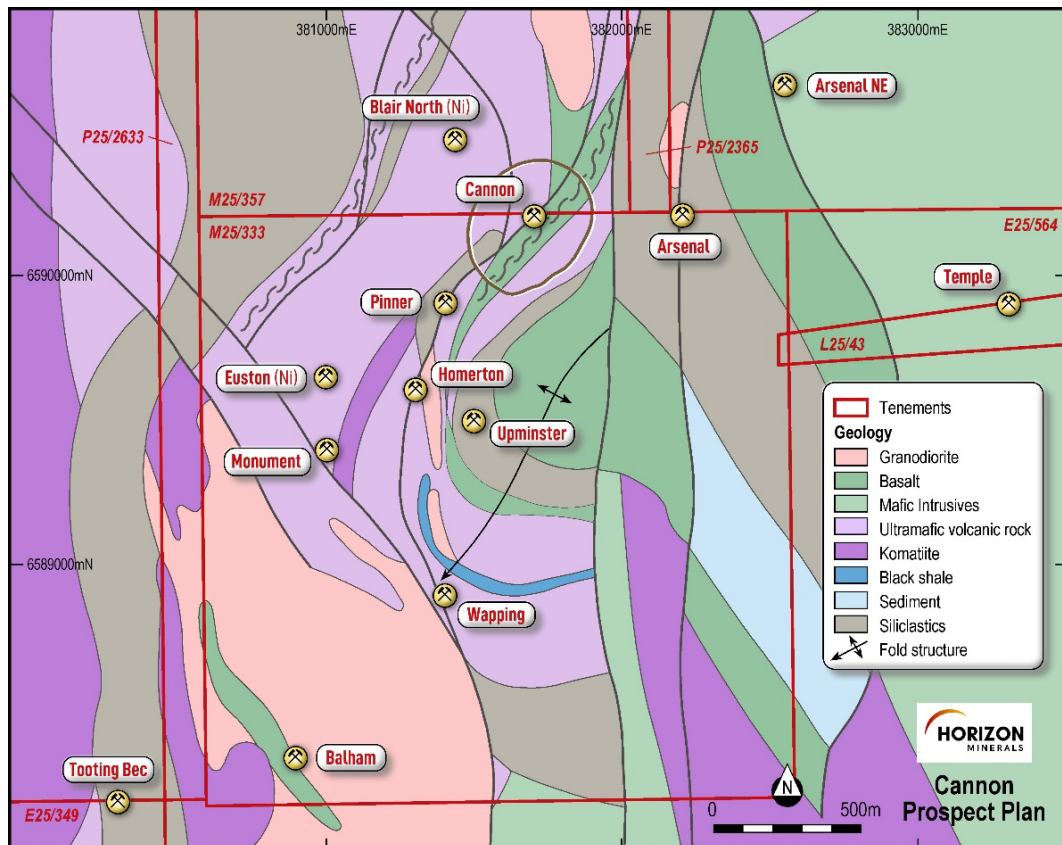 381000mE
382000mE
383000mE
Arsenal NE
Blair North (Ni)
P25/2633
P25/2365
Cannon
M25/357
M25/333
Arsenal
E25/564
6590000mN
Temple
Pinner
L25/43
Euston (Ni)
Homerton
Upminster
Monument
Tenements
Geology
Granodiorite
Basalt
Mafic Intrusives
Ultramafic volcanic rock
Komatiite
Black shale
Sediment
Siliclastics
Fold structure
6589000mN
Wapping
HORIZON
MINERALS
Balham
Tooting Bec
E25/349
N
0 500m
Cannon
Prospect Plan